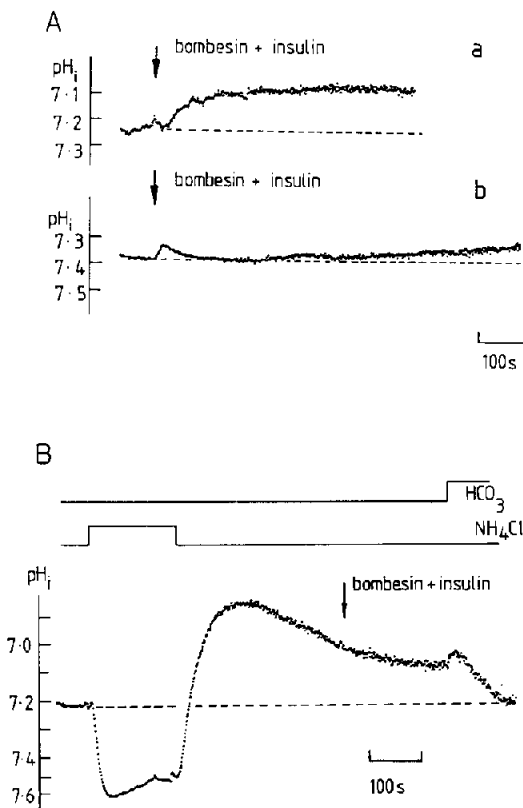 A
bombesin + insulin
a
pHi
7·1
7·2
7·3
bombesin + insulin
b
pHi
7·3
7·4
7·5
100s
B
HCO3
NH4Cl
pHi
bombesin + insulin
7·0
7·2
7·4
7·6
100s